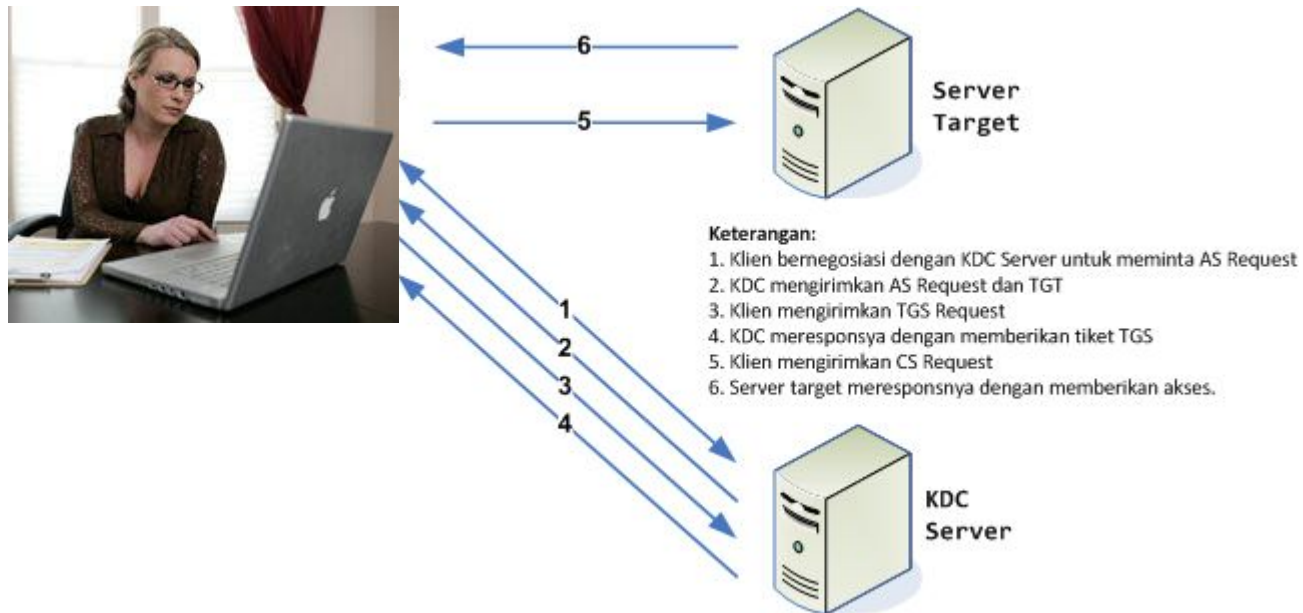 6
5
Server
Target
Keterangan:
1. Klien bernegosiasi dengan KDC Server untuk meminta AS Request
2. KDC mengirimkan AS Request dan TGT
3. Klien mengirimkan TGS Request
4. KDC meresponsya dengan memberikan tiket TGS
5. Klien mengirimkan CS Request
6. Server target meresponsnya dengan memberikan akses.
1
2
3
4
KDC
Server